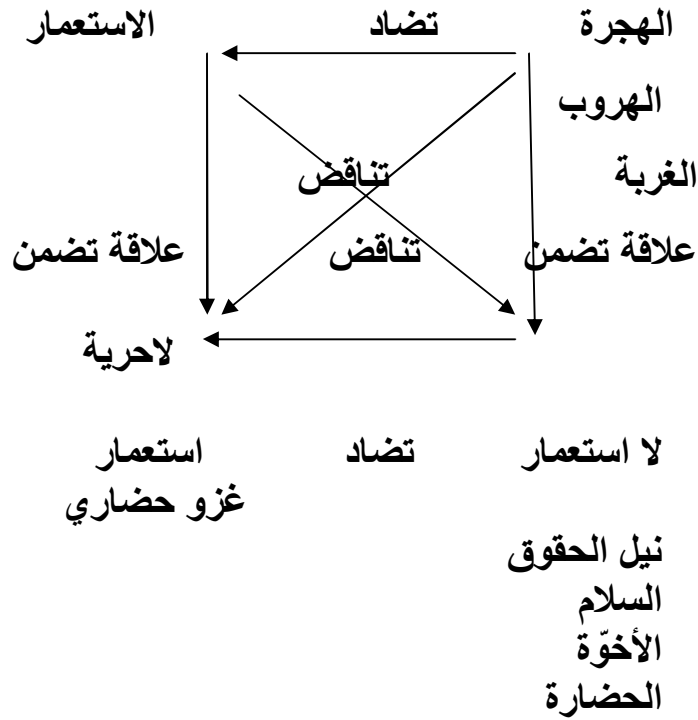 الهجرة تضاد الاستعمار
الهروب
تناقض الغربة
علاقة تضمن تناقض علاقة تضمن
لاحرية
لا استعمار تضاد استعمار
غزو حضاري
نيل الحقوق
السلام
الأخوّة
الحضارة